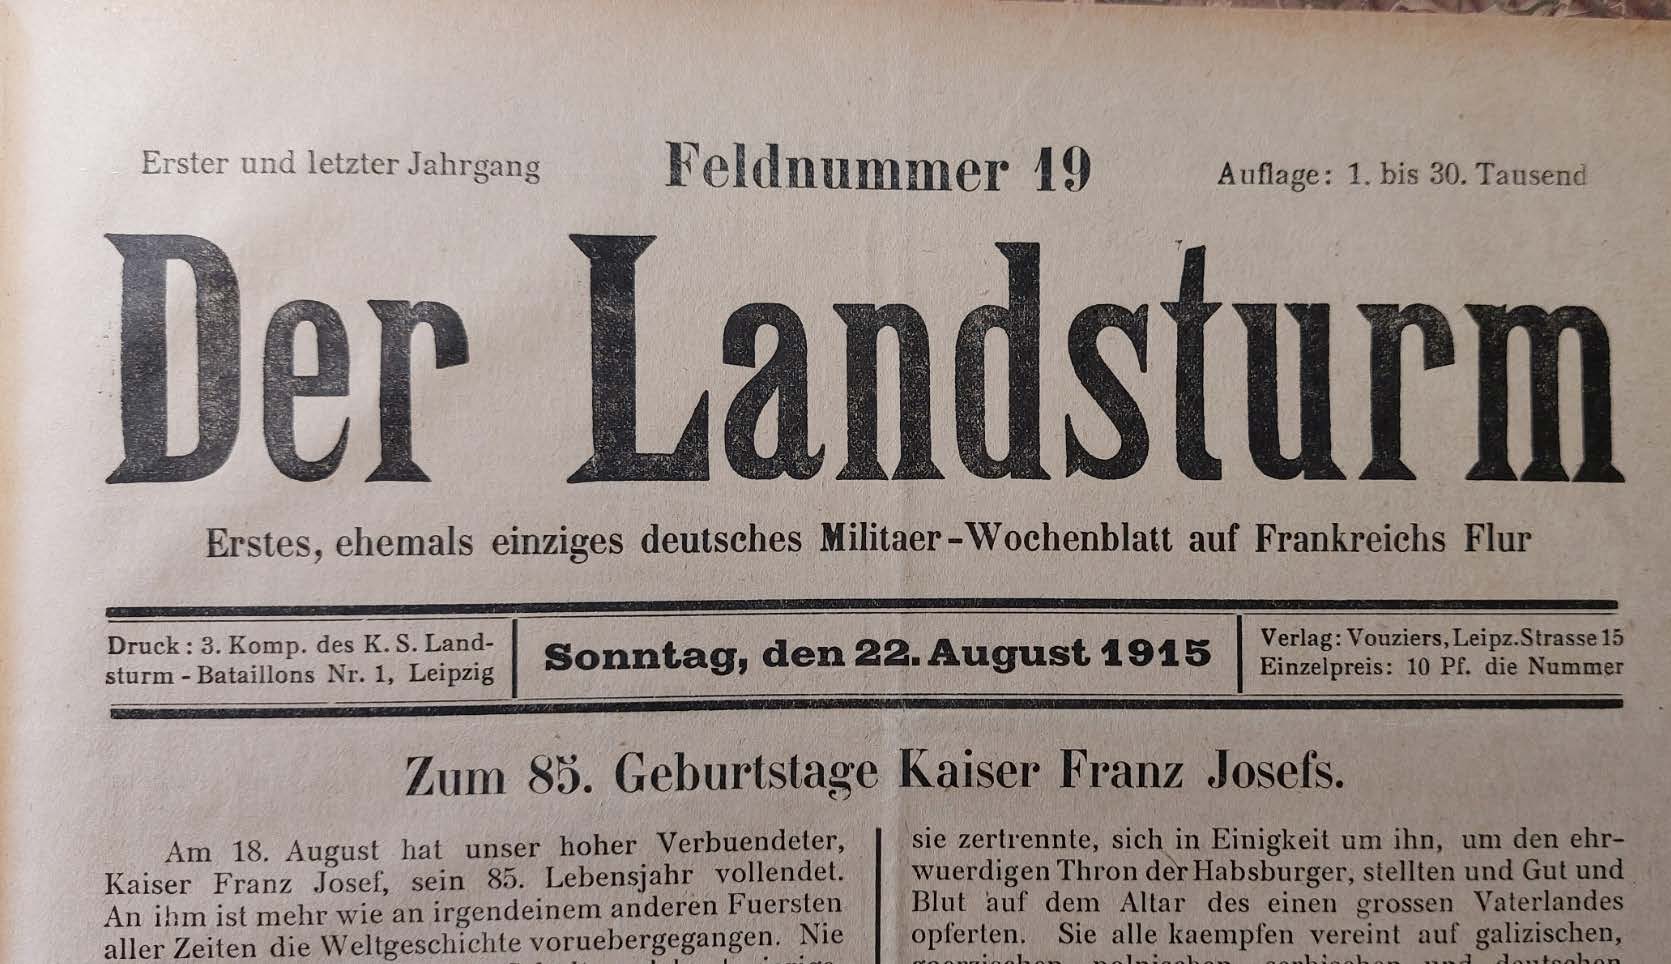 Erster und letzter Jahrgang
Feldnummer 19
Auflage: 1. bis 30. Tausend
Der Landsturm
Erstes, ehemals einziges deutsches Militaer-Wochenblatt auf Frankreichs Flur
Druck: 3. Komp. des K. S. Land-
sturm-Bataillons Nr. 1, Leipzig
Sonntag, den 22. August 1915
Verlag: Vouziers, Leipz. Strasse 15
Einzelpreis: 10 Pf. die Nummer
Zum 85. Geburtstage Kaiser Franz Josefs.
Am 18. August hat unser hoher Verbuendeter,
Kaiser Franz Josef, sein 85. Lebensjahr vollendet.
An ihm ist mehr wie an irgendeinem anderen Fuersten
aller Zeiten die Weltgeschichte voruebergegangen. Nie
sie zertrennte, sich in Einigkeit um ihn, um den ehr-
wuerdigen Thron der Habsburger, stellten und Gut und
Blut auf dem Altar des einen grossen Vaterlandes
opferten. Sie alle kaempfen vereint auf galizischen,
polnischen, serbischen und deutschen